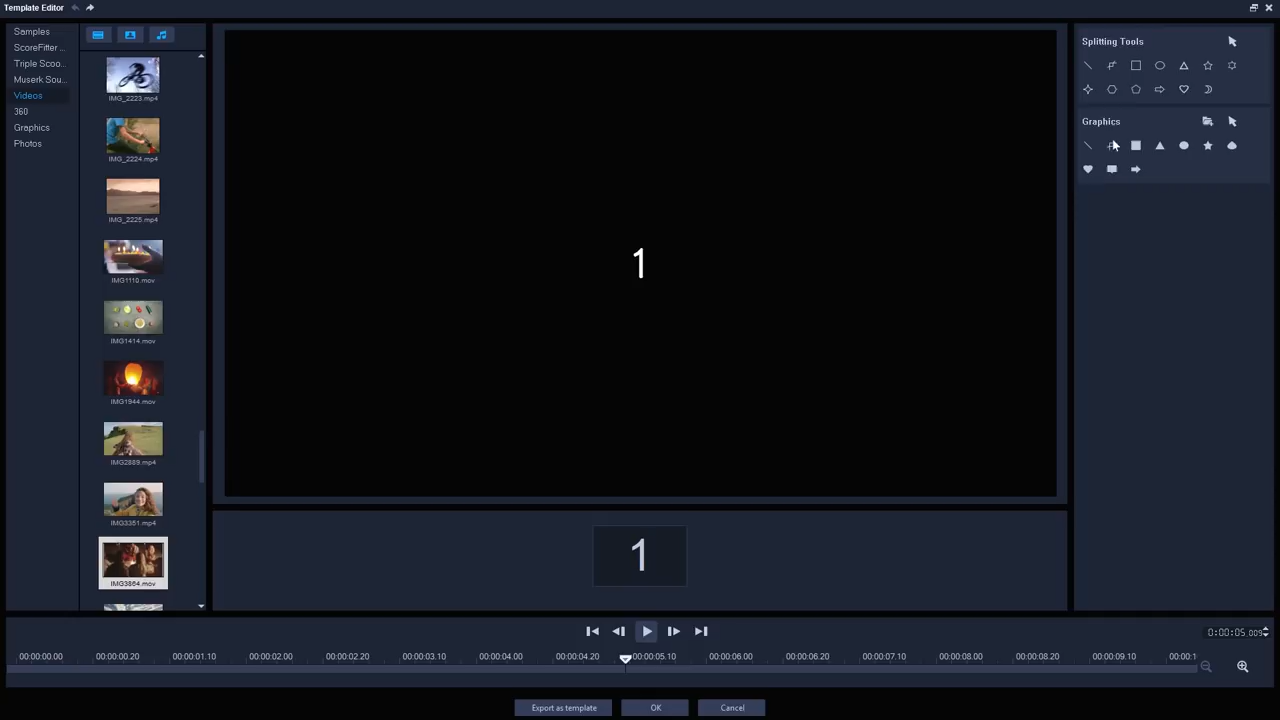 Template Editor
Samples
ScoreFitter ...
Triple Scoo...
Muserk Sou...
Videos
360
Graphics
Photos
IMG_2223.mp4
IMG_2224.mp4
IMG_2225.mp4
IMG1110.mov
IMG1414.mov
IMG1944.mov
IMG2889.mp4
IMG3351.mp4
IMG3864.mov
1
1
Splitting Tools
Graphics
0:00:05.009
00:00:00.00 00:00:00.20 00:00:01.10 00:00:02.00 00:00:02.20 00:00:03.10 00:00:04.00 00:00:04.20 00:00:05.10 00:00:06.00 00:00:06.20 00:00:07.10 00:00:08.00 00:00:08.20 00:00:09.10 00:00:1
Export as template OK Cancel